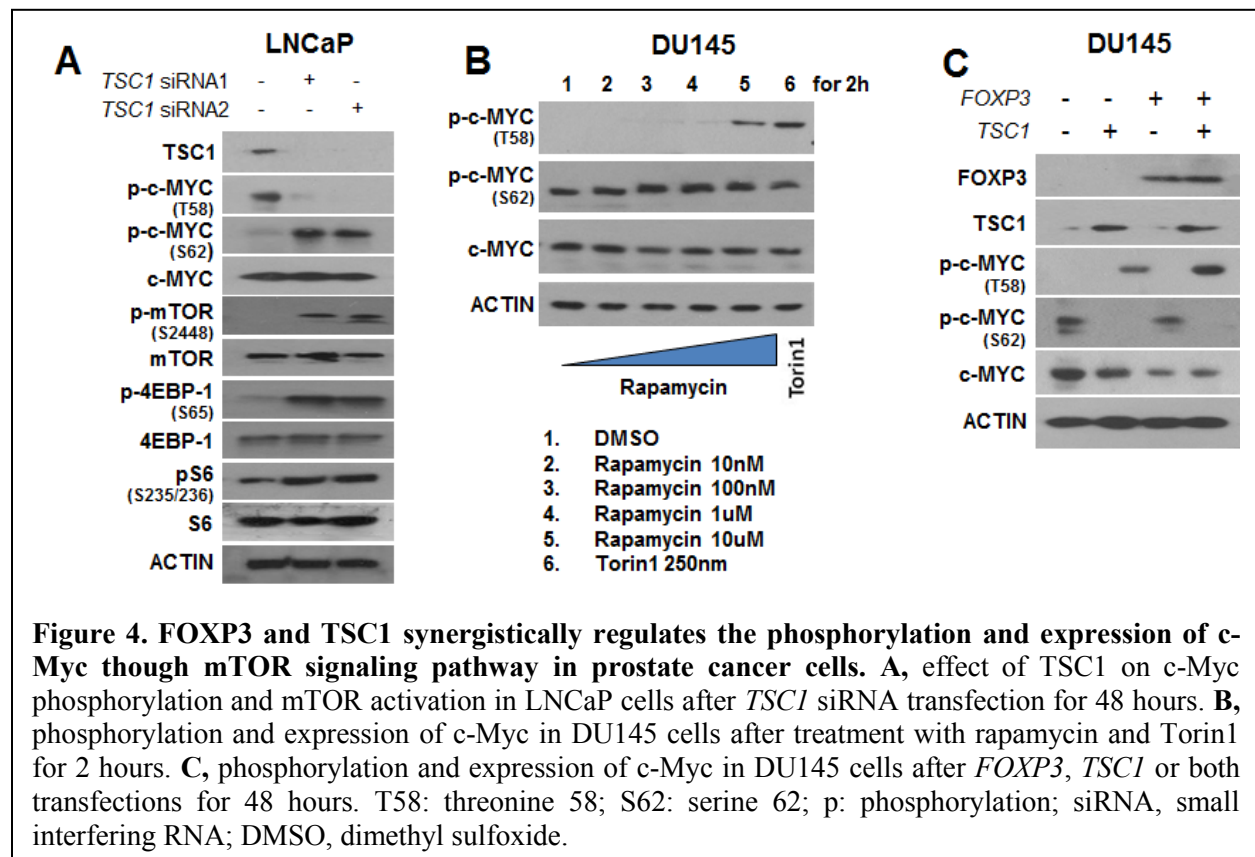 A
LNCaP
TSC1 siRNA1 - + -
TSC1 siRNA2 - - +
TSC1
p-c-MYC
(T58)
p-c-MYC
(S62)
c-MYC
p-mTOR
(S2448)
mTOR
p-4EBP-1
(S65)
4EBP-1
pS6
(S235/236)
S6
ACTIN
B
DU145
1 2 3 4 5 6 for 2h
p-c-MYC
(T58)
p-c-MYC
(S62)
c-MYC
ACTIN
Rapamycin
Torin1
1. DMSO
2. Rapamycin 10nM
3. Rapamycin 100nM
4. Rapamycin 1uM
5. Rapamycin 10uM
6. Torin1 250nm
C
DU145
FOXP3 - - + +
TSC1 - + - +
FOXP3
TSC1
p-c-MYC
(T58)
p-c-MYC
(S62)
c-MYC
ACTIN
Figure 4. FOXP3 and TSC1 synergistically regulates the phosphorylation and expression of c-
Myc though mTOR signaling pathway in prostate cancer cells. A, effect of TSC1 on c-Myc
phosphorylation and mTOR activation in LNCaP cells after TSC1 siRNA transfection for 48 hours. B,
phosphorylation and expression of c-Myc in DU145 cells after treatment with rapamycin and Torin1
for 2 hours. C, phosphorylation and expression of c-Myc in DU145 cells after FOXP3, TSC1 or both
transfections for 48 hours. T58: threonine 58; S62: serine 62; p: phosphorylation; siRNA, small
interfering RNA; DMSO, dimethyl sulfoxide.